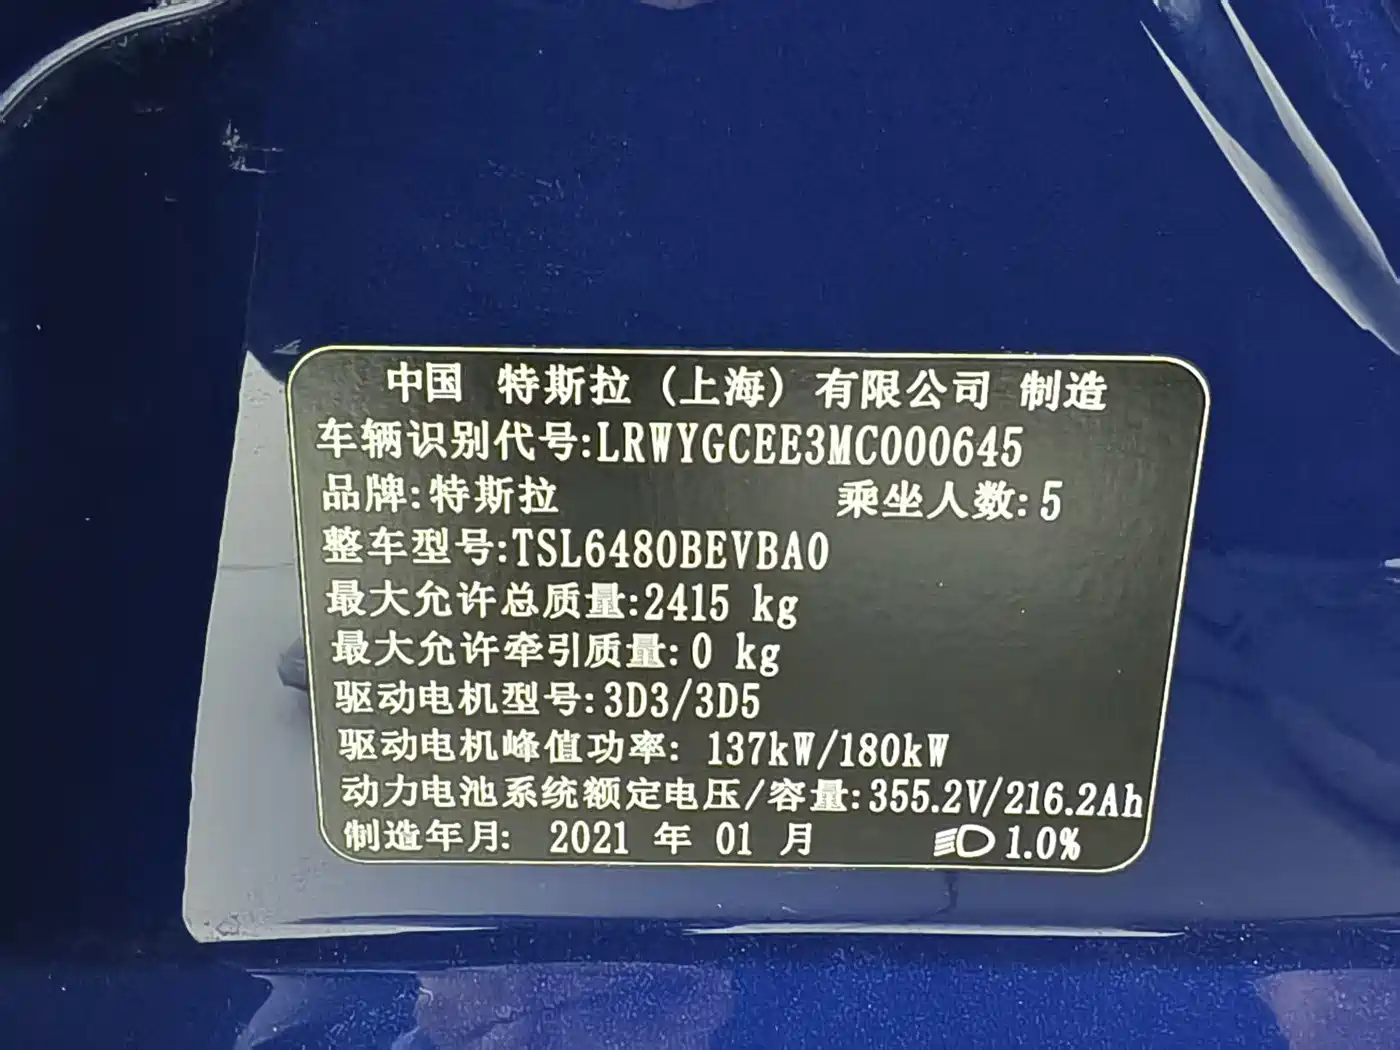 中国 特斯拉（上海）有限公司 制造
车辆识别代号:LRWYGCEE3MC000645
品牌:特斯拉 乘坐人数:5
整车型号:TSL6480BEVBA0
最大允许总质量:2415 kg
最大允许牵引质量:0 kg
驱动电机型号:3D3/3D5
驱动电机峰值功率: 137kW/180kW
动力电池系统额定电压/容量:355.2V/216.2Ah
制造年月: 2021 年 01 月 1.0%